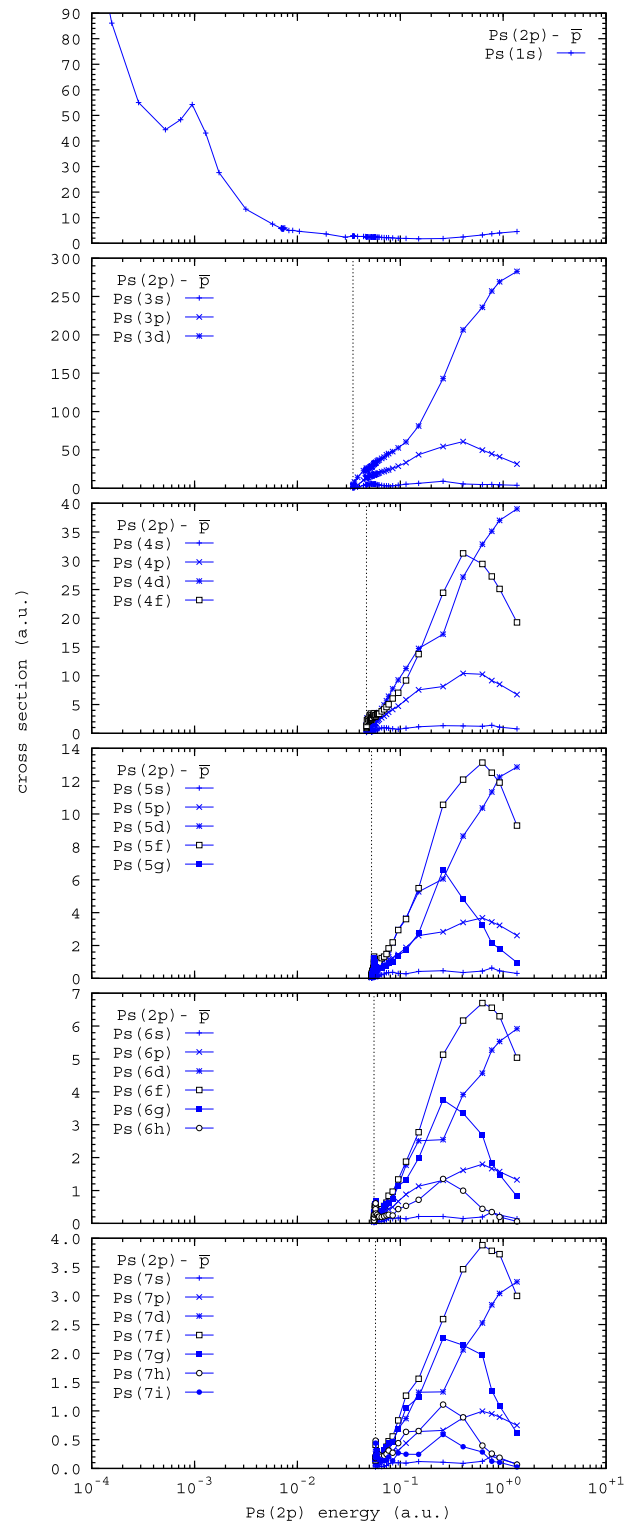 90
80
70
60
50
40
30
20
10
0
Ps(2p) - p̅
Ps(1s)
300
250
200
150
100
50
0
Ps(2p) - p̅
Ps(3s)
Ps(3p)
Ps(3d)
40
35
30
25
20
15
10
5
0
Ps(2p) - p̅
Ps(4s)
Ps(4p)
Ps(4d)
Ps(4f)
cross section (a.u.)
14
12
10
8
6
4
2
0
Ps(2p) - p̅
Ps(5s)
Ps(5p)
Ps(5d)
Ps(5f)
Ps(5g)
7
6
5
4
3
2
1
0
Ps(2p) - p̅
Ps(6s)
Ps(6p)
Ps(6d)
Ps(6f)
Ps(6g)
Ps(6h)
4.0
3.5
3.0
2.5
2.0
1.5
1.0
0.5
0.0
Ps(2p) - p̅
Ps(7s)
Ps(7p)
Ps(7d)
Ps(7f)
Ps(7g)
Ps(7h)
Ps(7i)
10⁻⁴ 10⁻³ 10⁻² 10⁻¹ 10⁰ 10¹
Ps(2p) energy (a.u.)